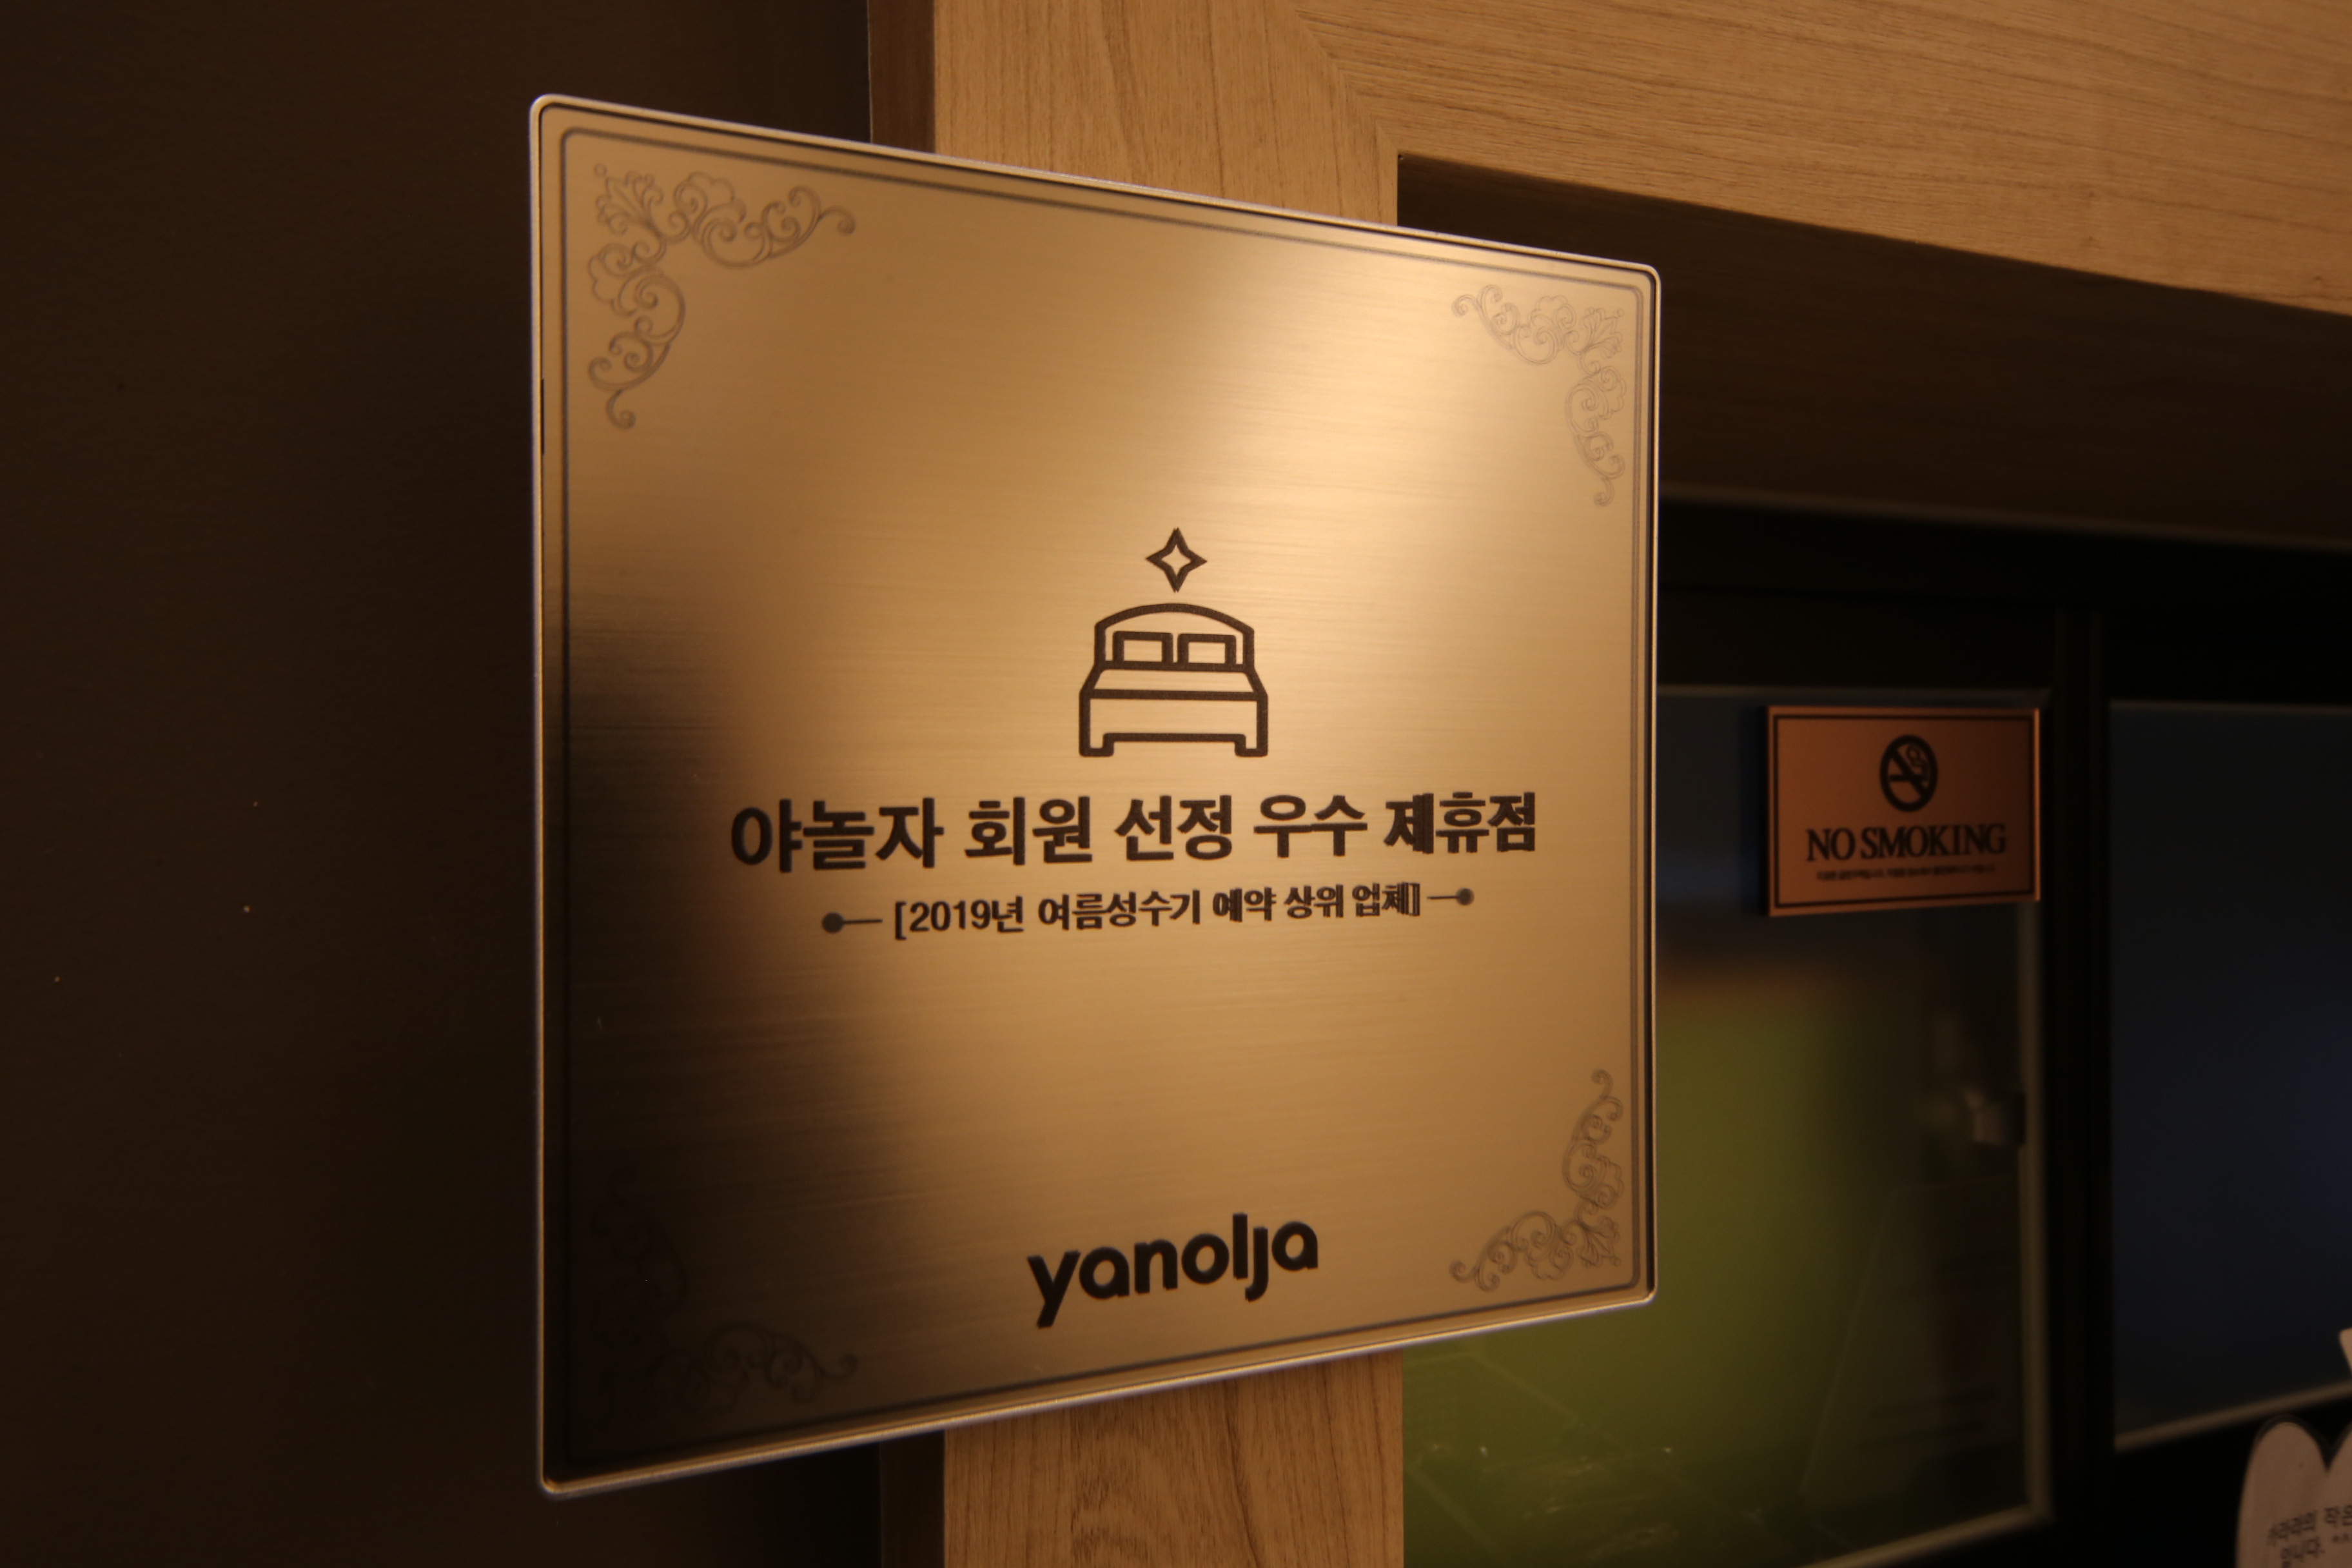 야놀자 회원 선정 우수 제휴점
[2019년 여름성수기 예약 상위 업체]
yanolja
NO SMOKING